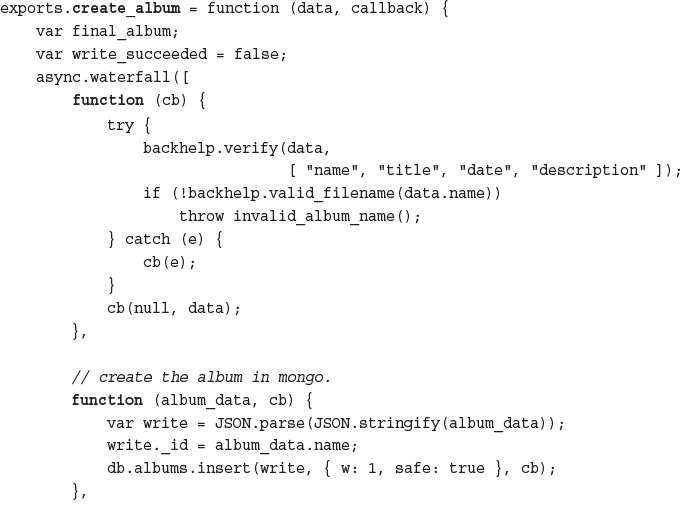 exports.create_album = function (data, callback) {
    var final_album;
    var write_succeeded = false;
    async.waterfall([
        function (cb) {
            try {
                backhelp.verify(data,
                                [ "name", "title", "date", "description" ]);
                if (!backhelp.valid_filename(data.name))
                    throw invalid_album_name();
            } catch (e) {
                cb(e);
            }
            cb(null, data);
        },

        // create the album in mongo.
        function (album_data, cb) {
            var write = JSON.parse(JSON.stringify(album_data));
            write._id = album_data.name;
            db.albums.insert(write, { w: 1, safe: true }, cb);
        },